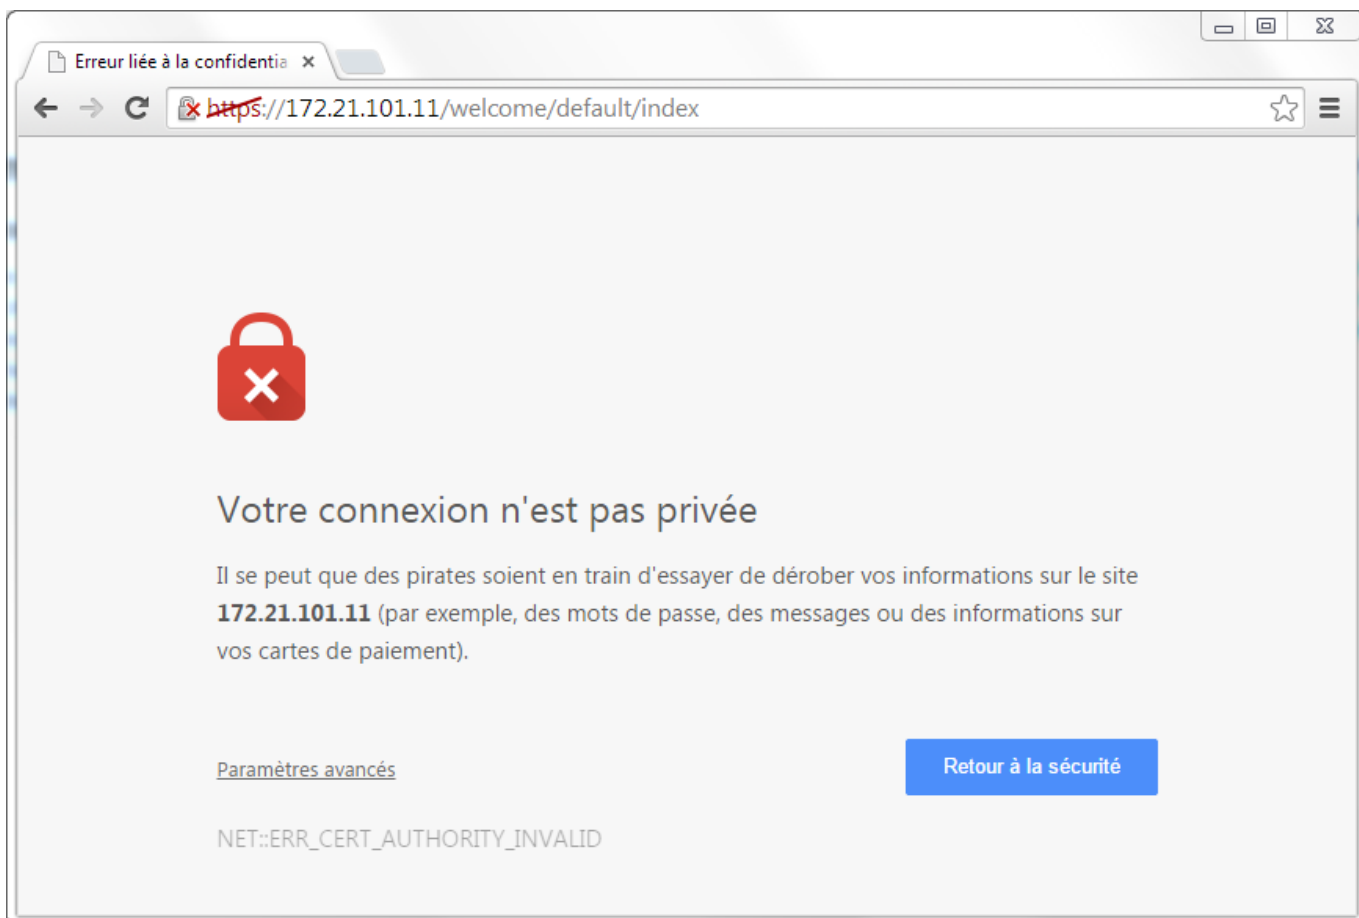 Erreur liée à la confidentia
https://172.21.101.11/welcome/default/index
Votre connexion n'est pas privée
Il se peut que des pirates soient en train d'essayer de dérober vos informations sur le site
172.21.101.11 (par exemple, des mots de passe, des messages ou des informations sur
vos cartes de paiement).
Paramètres avancés
Retour à la sécurité
NET::ERR_CERT_AUTHORITY_INVALID